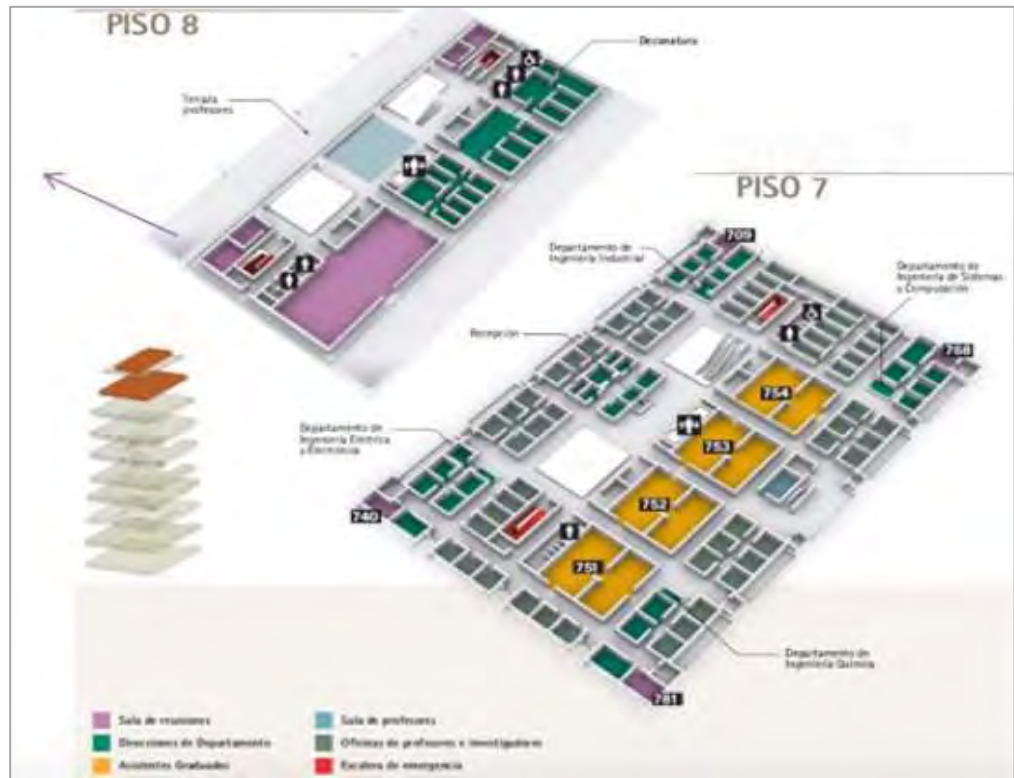 PISO 8
Decanatura
Terraza
profesores
PISO 7
709
Departamento de
Ingeniería Industrial
Departamento de
Ingeniería de Sistemas
y Computación
Recepción
768
754
753
Departamento de
Ingeniería Eléctrica
y Electrónica
752
740
751
Departamento de
Ingeniería Química
781
Sala de reuniones
Sala de profesores
Direcciones de Departamento
Oficinas de profesores e investigadores
Asistentes Graduados
Escalera de emergencia